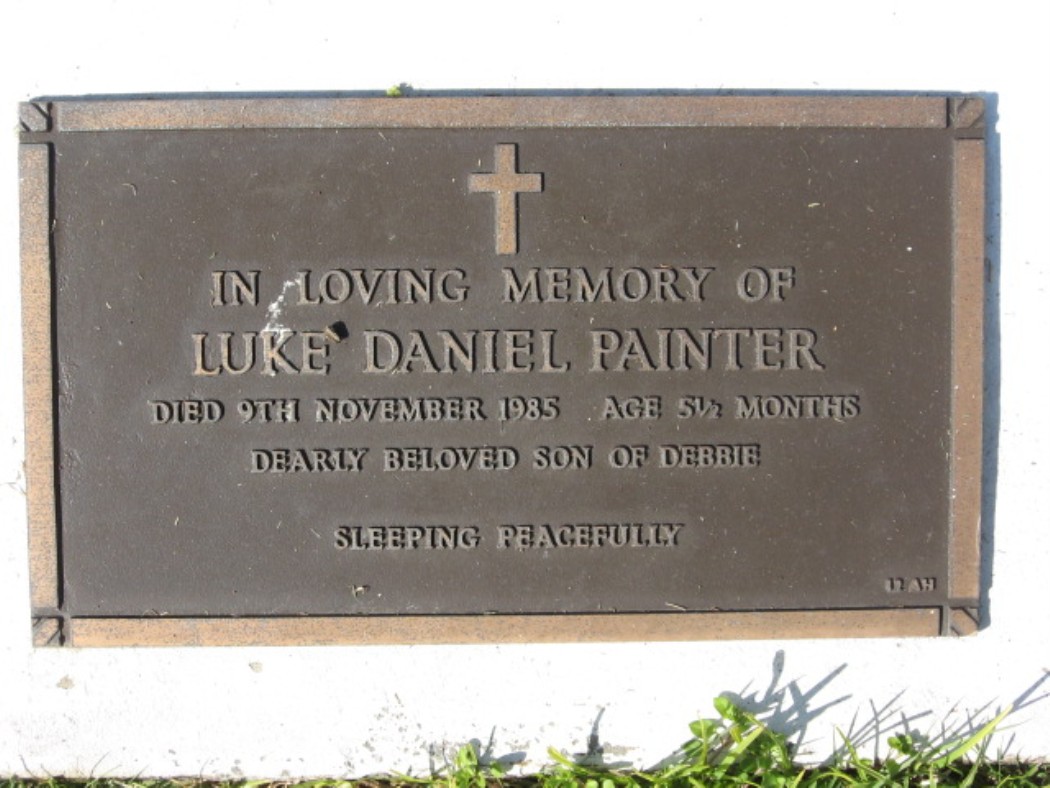 IN LOVING MEMORY OF
LUKE DANIEL PAINTER
DIED 9TH NOVEMBER 1985 AGE 5½ MONTHS
DEARLY BELOVED SON OF DEBBIE
SLEEPING PEACEFULLY
12 AH